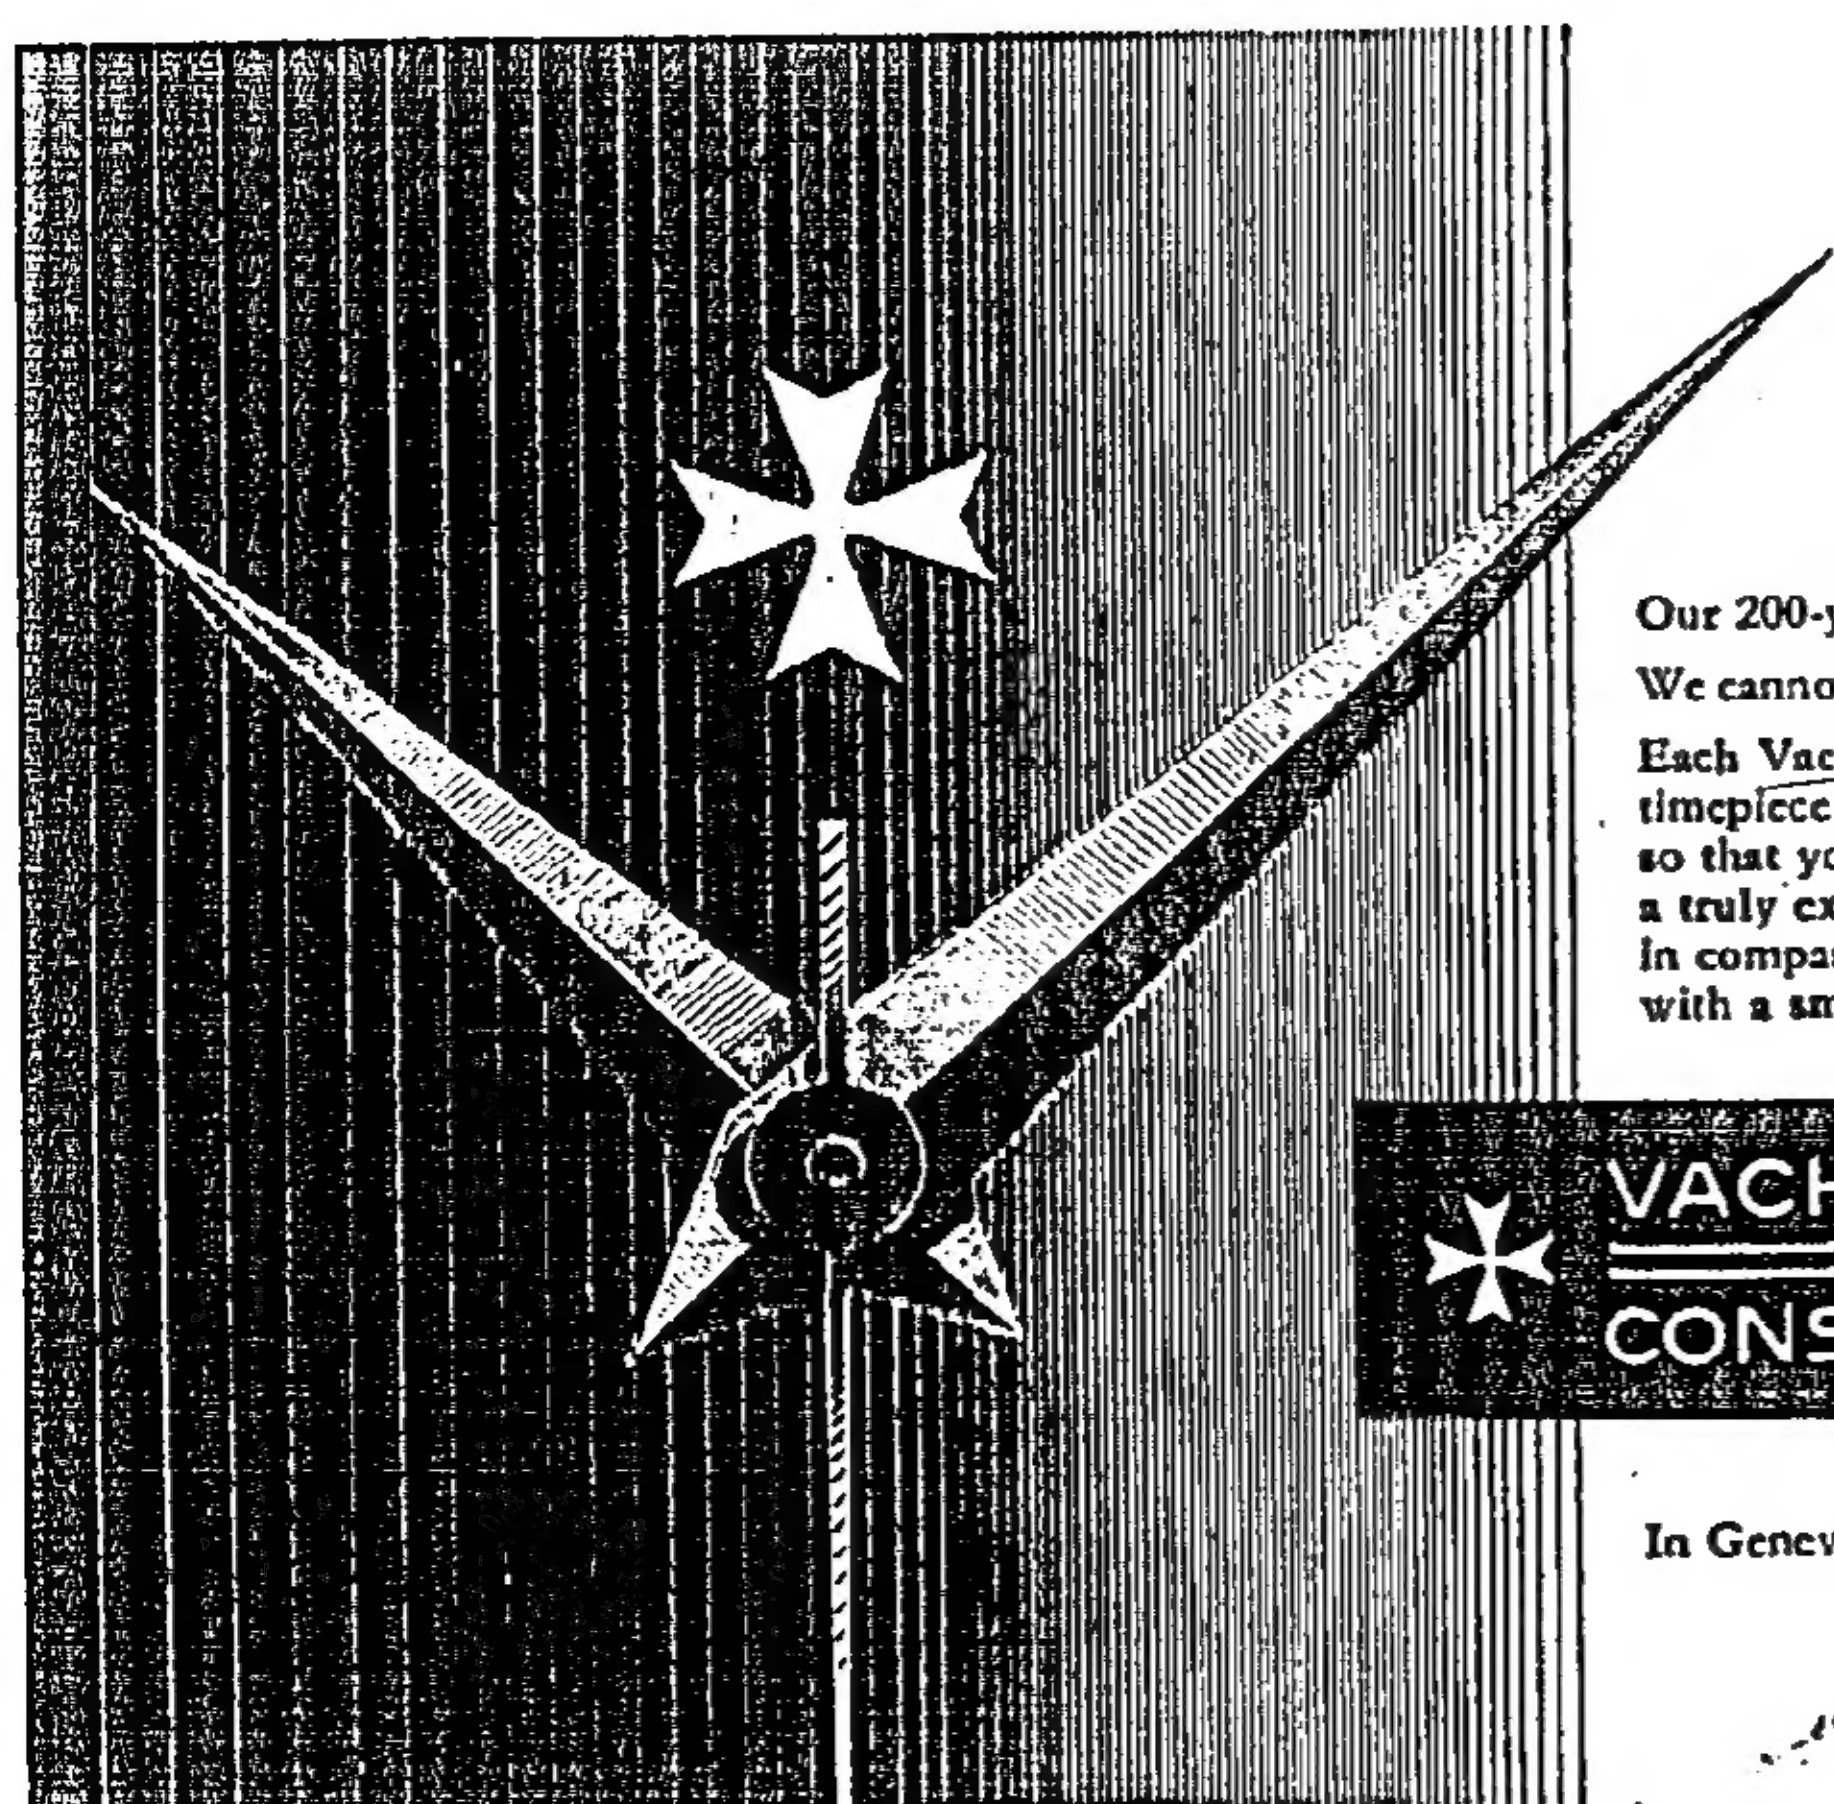 Our 200-y
We canno
Each Vac
timepiece
so that yo
a truly ex
in compa
with a sm
VACH
CONS
In Genev